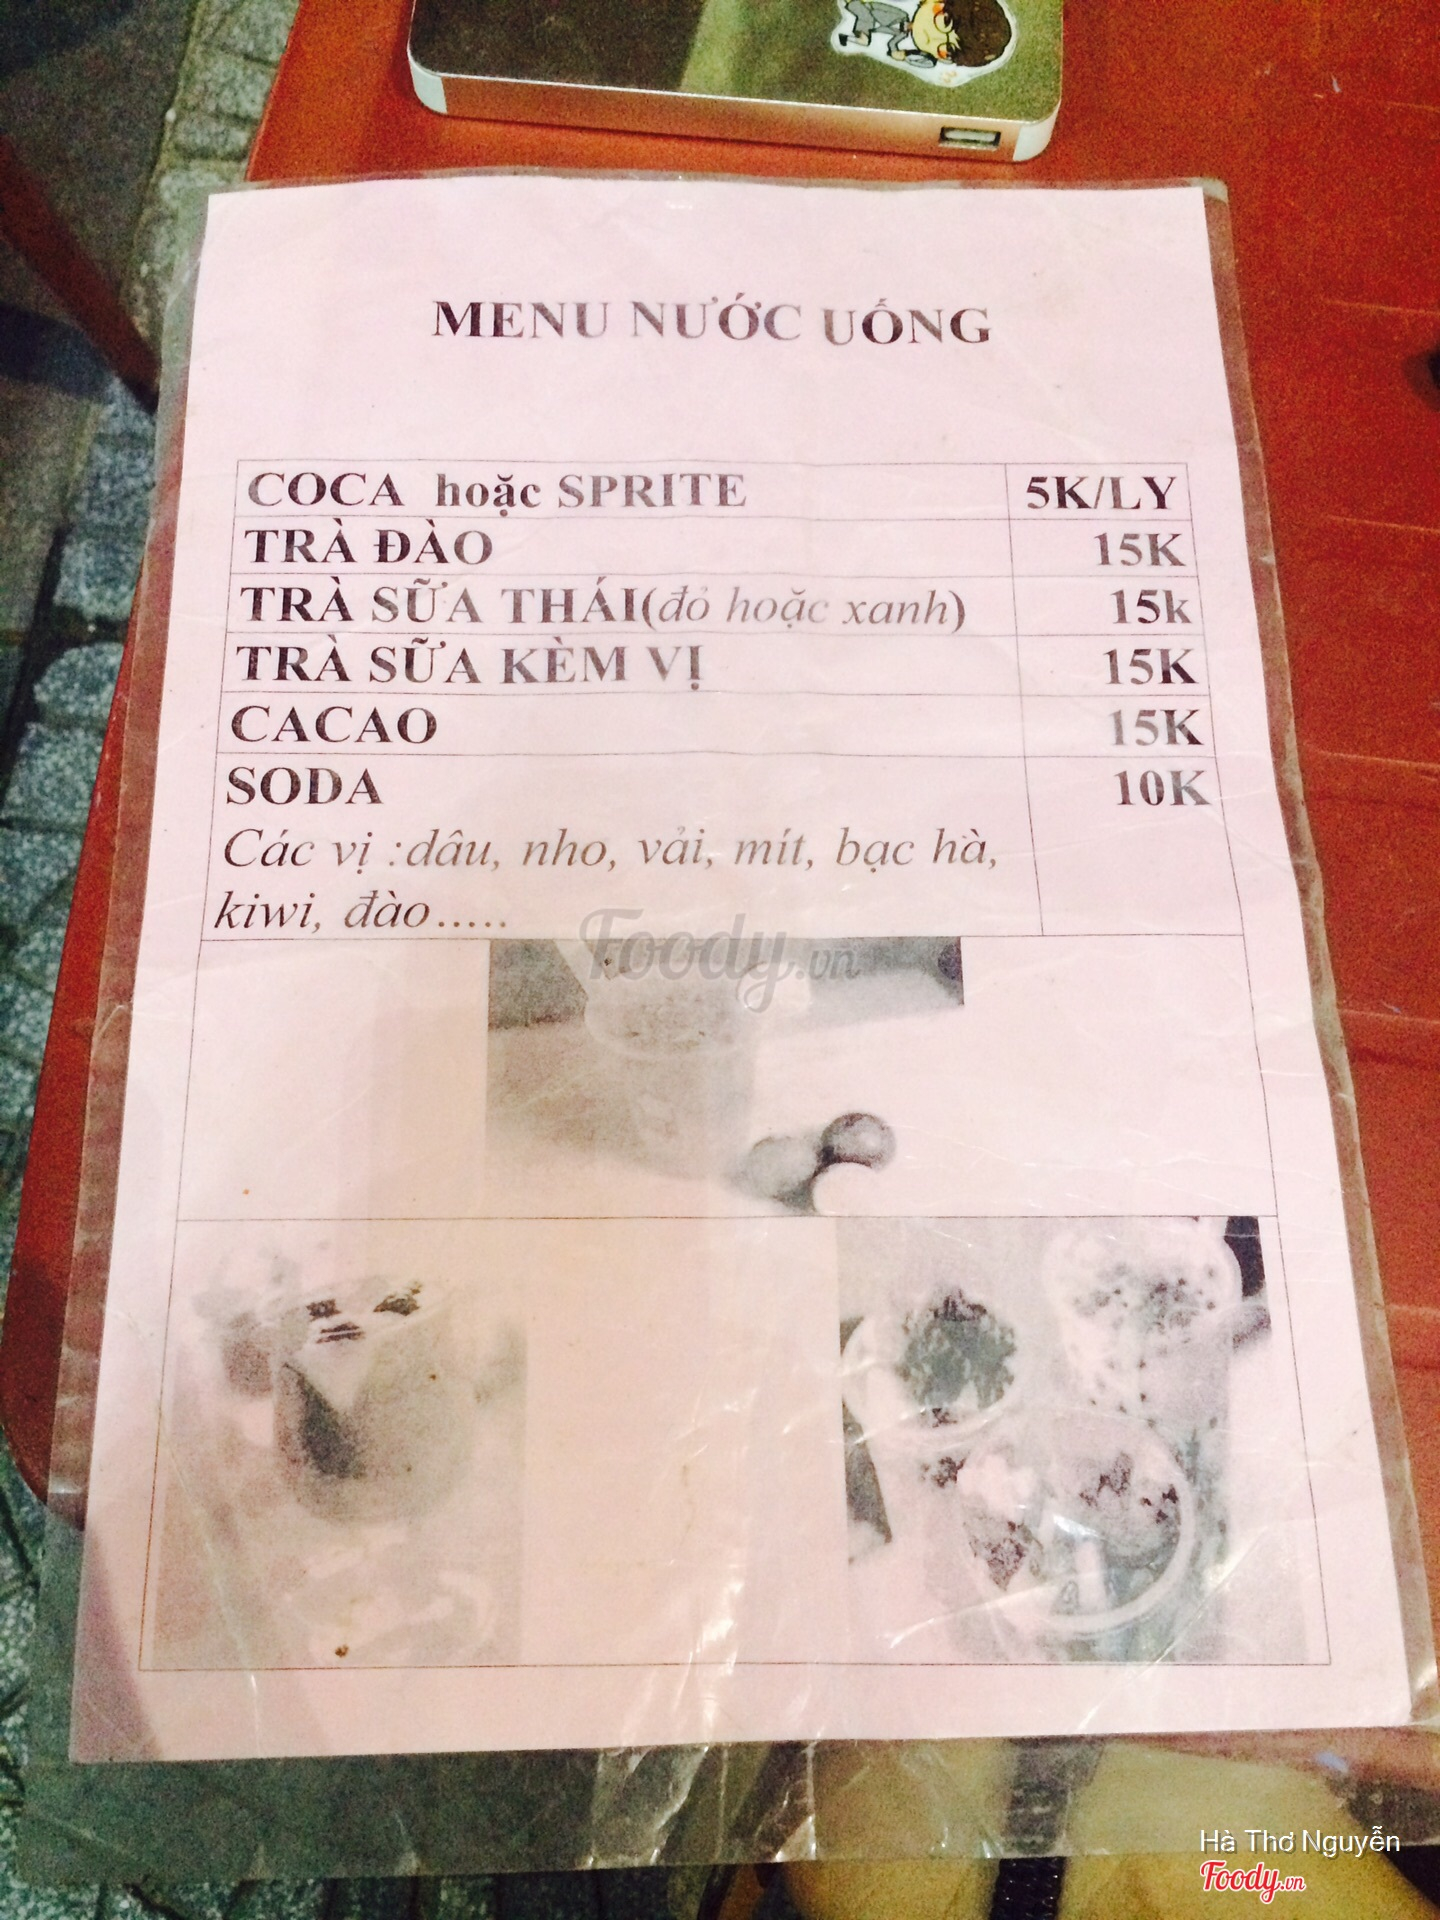 MENU NƯỚC UỐNG
COCA hoặc SPRITE 5K/LY
TRÀ ĐÀO 15K
TRÀ SỮA THÁI(đỏ hoặc xanh) 15k
TRÀ SỮA KÈM VỊ 15K
CACAO 15K
SODA 10K
Các vị :dâu, nho, vải, mít, bạc hà,
kiwi, đào.....
Foody.vn
Hà Thơ Nguyễn
Foody.vn